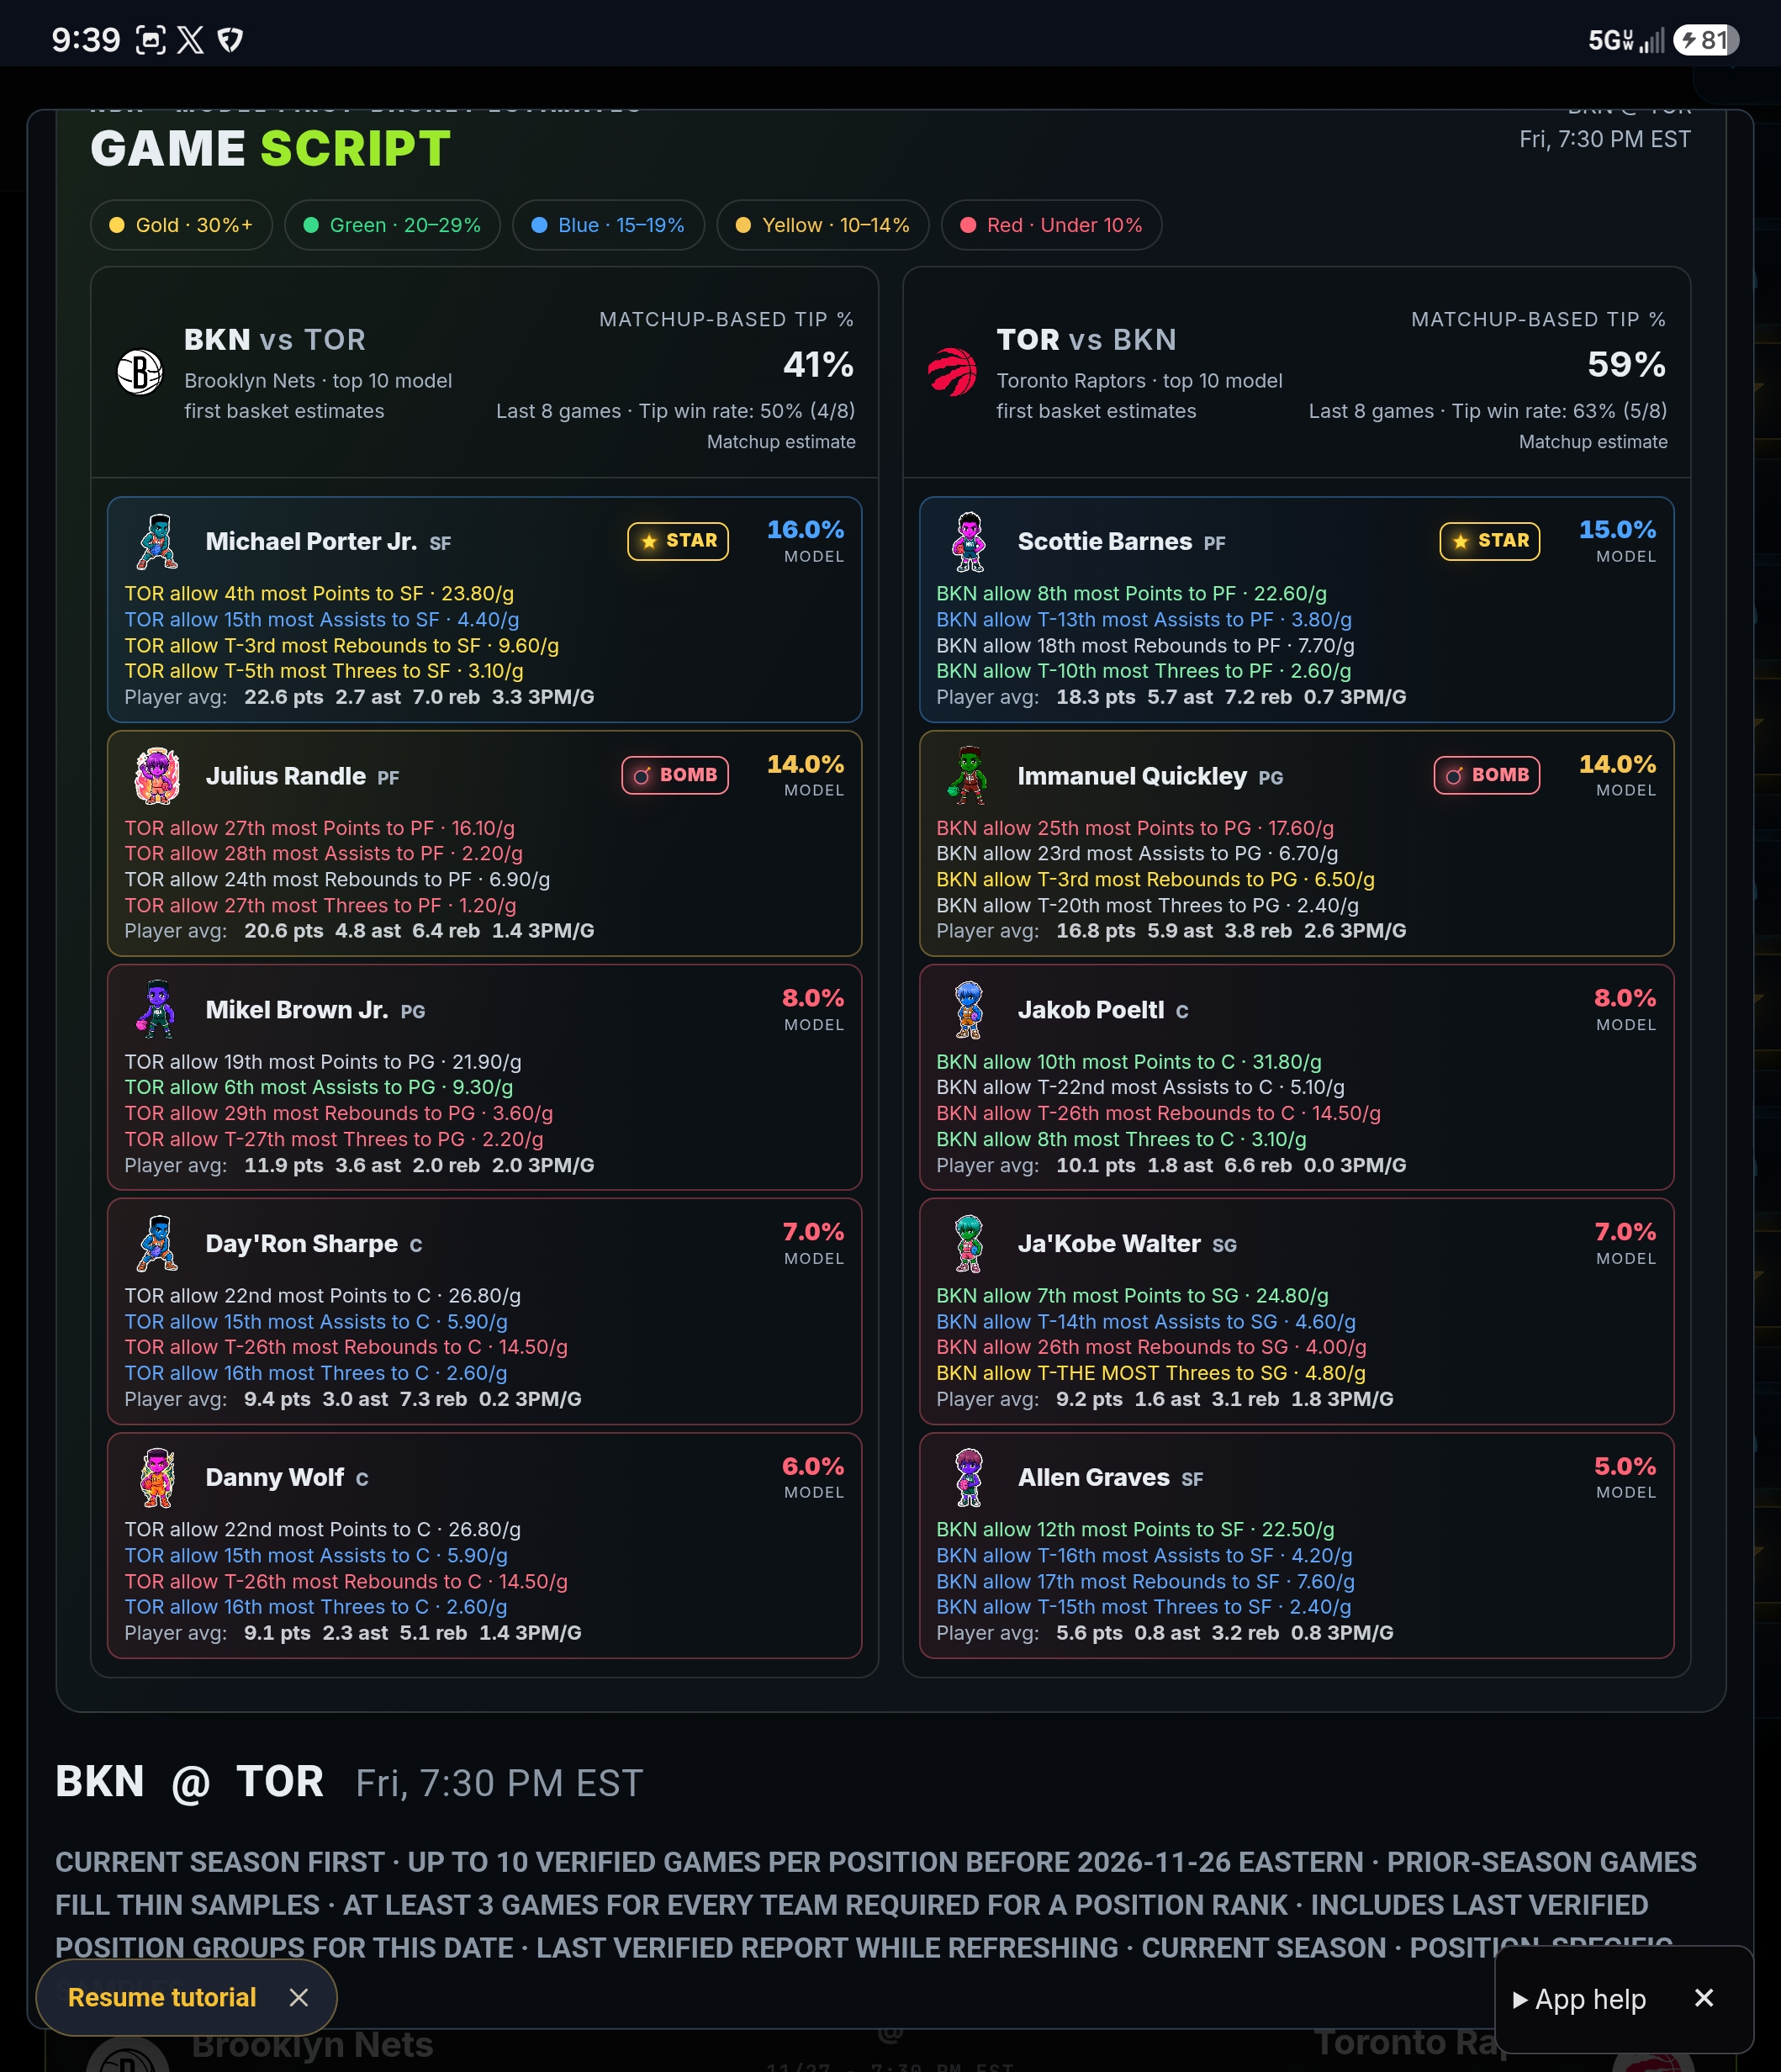 9:39
5G UW 81
GAME SCRIPT
Fri, 7:30 PM EST
Gold · 30%+
Green · 20–29%
Blue · 15–19%
Yellow · 10–14%
Red · Under 10%
BKN vs TOR
Brooklyn Nets · top 10 model
first basket estimates
MATCHUP-BASED TIP %
41%
Last 8 games · Tip win rate: 50% (4/8)
Matchup estimate
Michael Porter Jr. SF
STAR
16.0%
MODEL
TOR allow 4th most Points to SF · 23.80/g
TOR allow 15th most Assists to SF · 4.40/g
TOR allow T-3rd most Rebounds to SF · 9.60/g
TOR allow T-5th most Threes to SF · 3.10/g
Player avg: 22.6 pts 2.7 ast 7.0 reb 3.3 3PM/G
Julius Randle PF
BOMB
14.0%
MODEL
TOR allow 27th most Points to PF · 16.10/g
TOR allow 28th most Assists to PF · 2.20/g
TOR allow 24th most Rebounds to PF · 6.90/g
TOR allow 27th most Threes to PF · 1.20/g
Player avg: 20.6 pts 4.8 ast 6.4 reb 1.4 3PM/G
Mikel Brown Jr. PG
8.0%
MODEL
TOR allow 19th most Points to PG · 21.90/g
TOR allow 6th most Assists to PG · 9.30/g
TOR allow 29th most Rebounds to PG · 3.60/g
TOR allow T-27th most Threes to PG · 2.20/g
Player avg: 11.9 pts 3.6 ast 2.0 reb 2.0 3PM/G
Day'Ron Sharpe C
7.0%
MODEL
TOR allow 22nd most Points to C · 26.80/g
TOR allow 15th most Assists to C · 5.90/g
TOR allow T-26th most Rebounds to C · 14.50/g
TOR allow 16th most Threes to C · 2.60/g
Player avg: 9.4 pts 3.0 ast 7.3 reb 0.2 3PM/G
Danny Wolf C
6.0%
MODEL
TOR allow 22nd most Points to C · 26.80/g
TOR allow 15th most Assists to C · 5.90/g
TOR allow T-26th most Rebounds to C · 14.50/g
TOR allow 16th most Threes to C · 2.60/g
Player avg: 9.1 pts 2.3 ast 5.1 reb 1.4 3PM/G
TOR vs BKN
Toronto Raptors · top 10 model
first basket estimates
MATCHUP-BASED TIP %
59%
Last 8 games · Tip win rate: 63% (5/8)
Matchup estimate
Scottie Barnes PF
STAR
15.0%
MODEL
BKN allow 8th most Points to PF · 22.60/g
BKN allow T-13th most Assists to PF · 3.80/g
BKN allow 18th most Rebounds to PF · 7.70/g
BKN allow T-10th most Threes to PF · 2.60/g
Player avg: 18.3 pts 5.7 ast 7.2 reb 0.7 3PM/G
Immanuel Quickley PG
BOMB
14.0%
MODEL
BKN allow 25th most Points to PG · 17.60/g
BKN allow 23rd most Assists to PG · 6.70/g
BKN allow T-3rd most Rebounds to PG · 6.50/g
BKN allow T-20th most Threes to PG · 2.40/g
Player avg: 16.8 pts 5.9 ast 3.8 reb 2.6 3PM/G
Jakob Poeltl C
8.0%
MODEL
BKN allow 10th most Points to C · 31.80/g
BKN allow T-22nd most Assists to C · 5.10/g
BKN allow T-26th most Rebounds to C · 14.50/g
BKN allow 8th most Threes to C · 3.10/g
Player avg: 10.1 pts 1.8 ast 6.6 reb 0.0 3PM/G
Ja'Kobe Walter SG
7.0%
MODEL
BKN allow 7th most Points to SG · 24.80/g
BKN allow T-14th most Assists to SG · 4.60/g
BKN allow 26th most Rebounds to SG · 4.00/g
BKN allow T-THE MOST Threes to SG · 4.80/g
Player avg: 9.2 pts 1.6 ast 3.1 reb 1.8 3PM/G
Allen Graves SF
5.0%
MODEL
BKN allow 12th most Points to SF · 22.50/g
BKN allow T-16th most Assists to SF · 4.20/g
BKN allow 17th most Rebounds to SF · 7.60/g
BKN allow T-15th most Threes to SF · 2.40/g
Player avg: 5.6 pts 0.8 ast 3.2 reb 0.8 3PM/G
BKN @ TOR Fri, 7:30 PM EST
CURRENT SEASON FIRST · UP TO 10 VERIFIED GAMES PER POSITION BEFORE 2026-11-26 EASTERN · PRIOR-SEASON GAMES
FILL THIN SAMPLES · AT LEAST 3 GAMES FOR EVERY TEAM REQUIRED FOR A POSITION RANK · INCLUDES LAST VERIFIED
POSITION GROUPS FOR THIS DATE · LAST VERIFIED REPORT WHILE REFRESHING · CURRENT SEASON · POSITION-SPECIFIC
Resume tutorial ×
▶ App help ×
Brooklyn Nets
@
Toronto Ra
11/27 · 7:30 PM EST